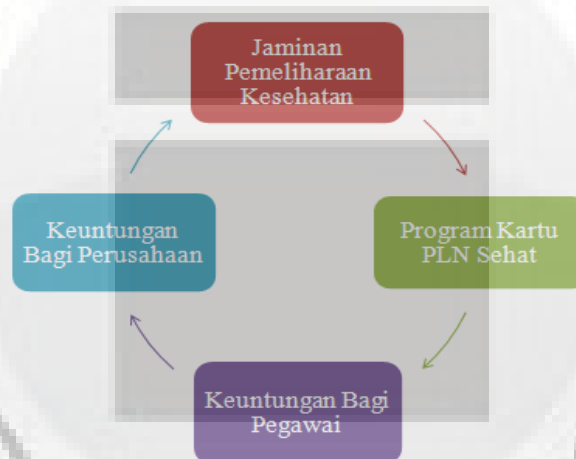 Jaminan
Pemeliharaan
Kesehatan
Program Kartu
PLN Sehat
Keuntungan Bagi
Pegawai
Keuntungan
Bagi Perusahaan